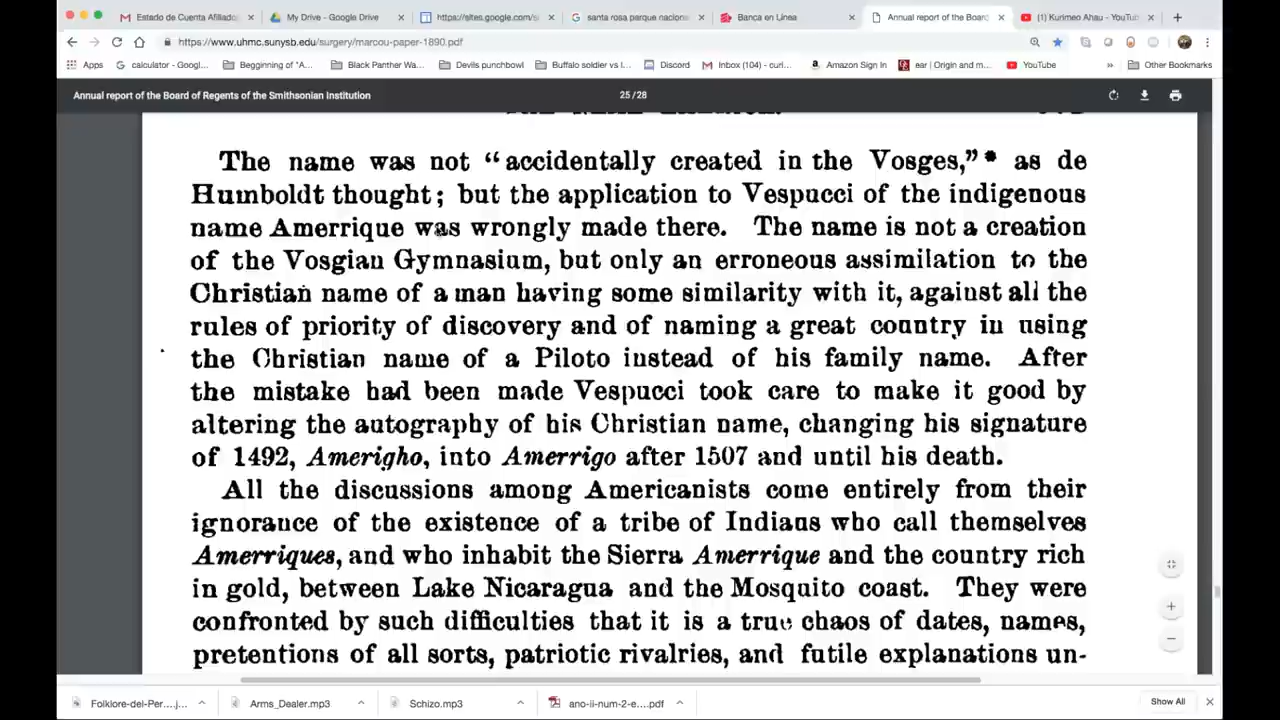 Estado de Cuenta Afiliado
My Drive - Google Drive
https://sites.google.com/si
santa rosa parque naciona
Banca en Línea
Annual report of the Board
(1) Kurimeo Ahau - YouTub
https://www.uhmc.sunysb.edu/surgery/marcou-paper-1890.pdf
Apps
calculator - Googl...
Begginning of "A...
Black Panther Wa...
Devils punchbowl
Buffalo soldier vs I...
Discord
Inbox (104) - curi...
Amazon Sign In
ear | Origin and m...
YouTube
»
Other Bookmarks
Annual report of the Board of Regents of the Smithsonian Institution
25 / 28
The name was not “accidentally created in the Vosges,”* as de
Humboldt thought; but the application to Vespucci of the indigenous
name Amerrique was wrongly made there. The name is not a creation
of the Vosgian Gymnasium, but only an erroneous assimilation to the
Christian name of a man having some similarity with it, against all the
rules of priority of discovery and of naming a great country in using
the Christian name of a Piloto instead of his family name. After
the mistake had been made Vespucci took care to make it good by
altering the autography of his Christian name, changing his signature
of 1492, Amerigho, into Amerrigo after 1507 and until his death.
All the discussions among Americanists come entirely from their
ignorance of the existence of a tribe of Indians who call themselves
Amerriques, and who inhabit the Sierra Amerrique and the country rich
in gold, between Lake Nicaragua and the Mosquito coast. They were
confronted by such difficulties that it is a true chaos of dates, names,
pretentions of all sorts, patriotic rivalries, and futile explanations un-
Folklore-del-Per....j...
Arms_Dealer.mp3
Schizo.mp3
ano-ii-num-2-e....pdf
Show All